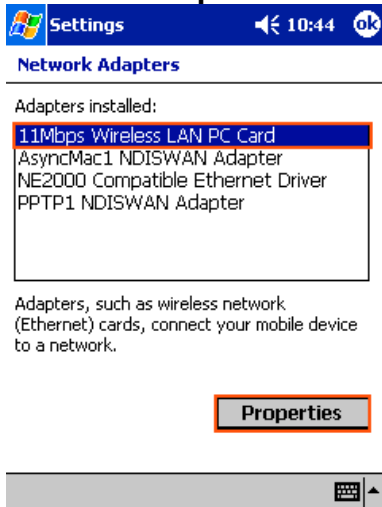 Settings 10:44 ok
Network Adapters
Adapters installed:
11Mbps Wireless LAN PC Card
AsyncMac1 NDISWAN Adapter
NE2000 Compatible Ethernet Driver
PPTP1 NDISWAN Adapter
Adapters, such as wireless network
(Ethernet) cards, connect your mobile device
to a network.
Properties